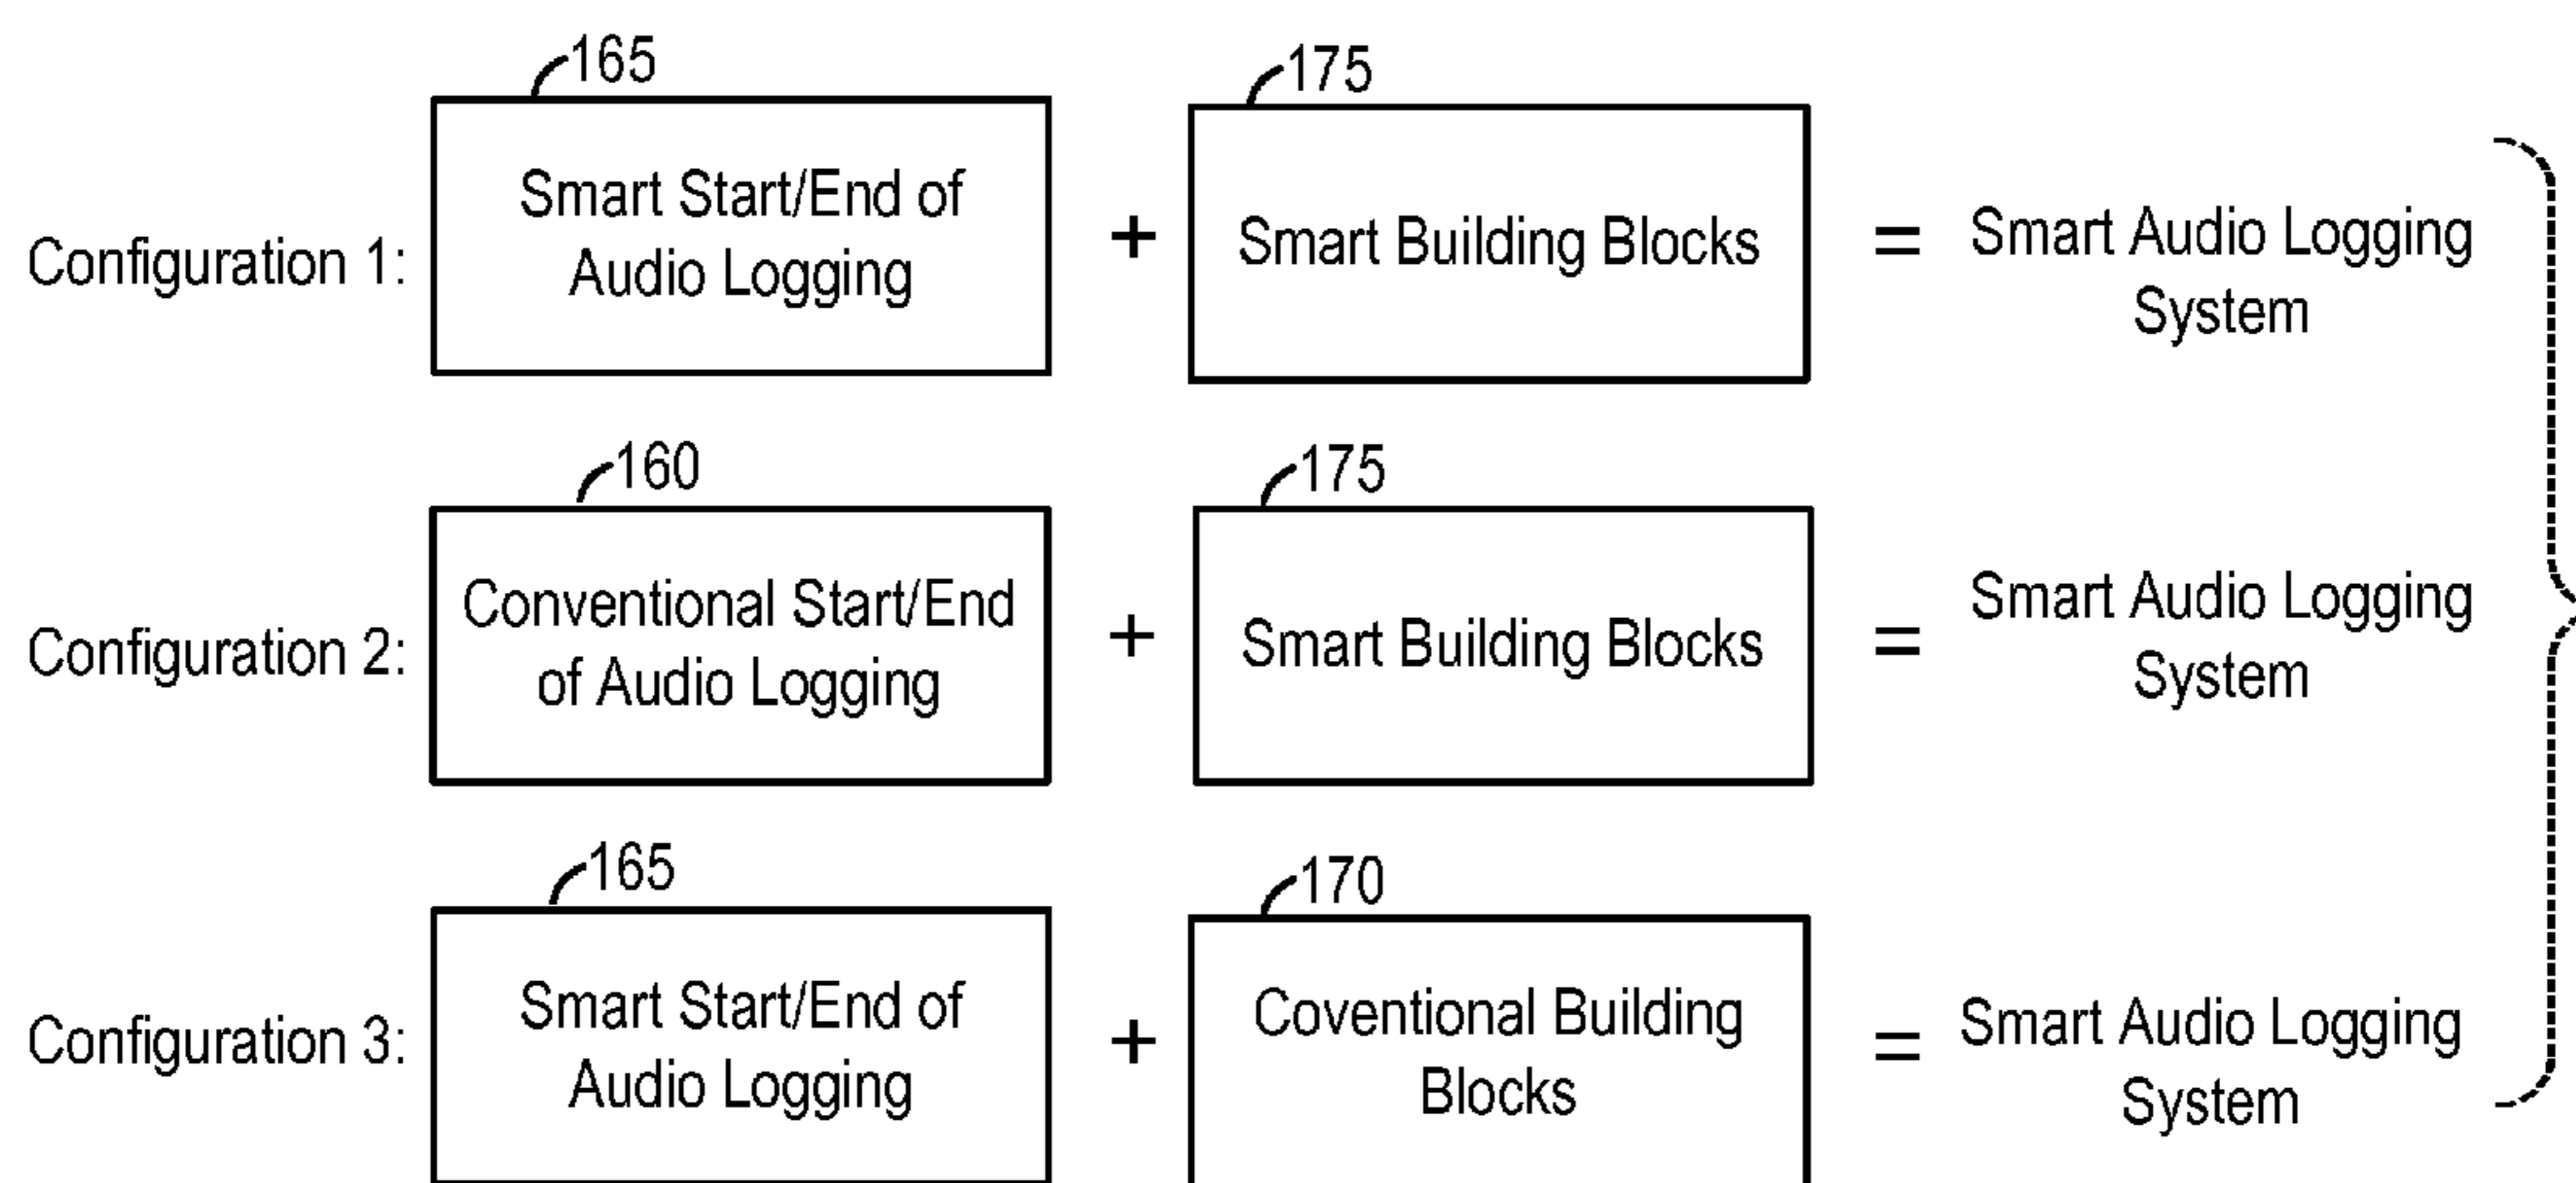 165
175
Configuration 1:
Smart Start/End of
Audio Logging
+
Smart Building Blocks
=
Smart Audio Logging
System
160
175
Configuration 2:
Conventional Start/End
of Audio Logging
+
Smart Building Blocks
=
Smart Audio Logging
System
165
170
Configuration 3:
Smart Start/End of
Audio Logging
+
Coventional Building
Blocks
=
Smart Audio Logging
System